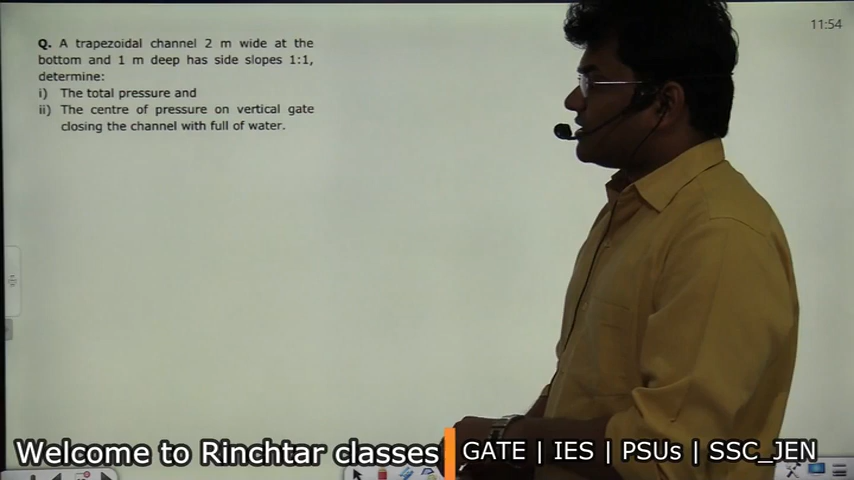 11:54
Q. A trapezoidal channel 2 m wide at the
bottom and 1 m deep has side slopes 1:1,
determine:
i) The total pressure and
ii) The centre of pressure on vertical gate
closing the channel with full of water.
Welcome to Rinchtar classes
GATE | IES | PSUs | SSC_JEN